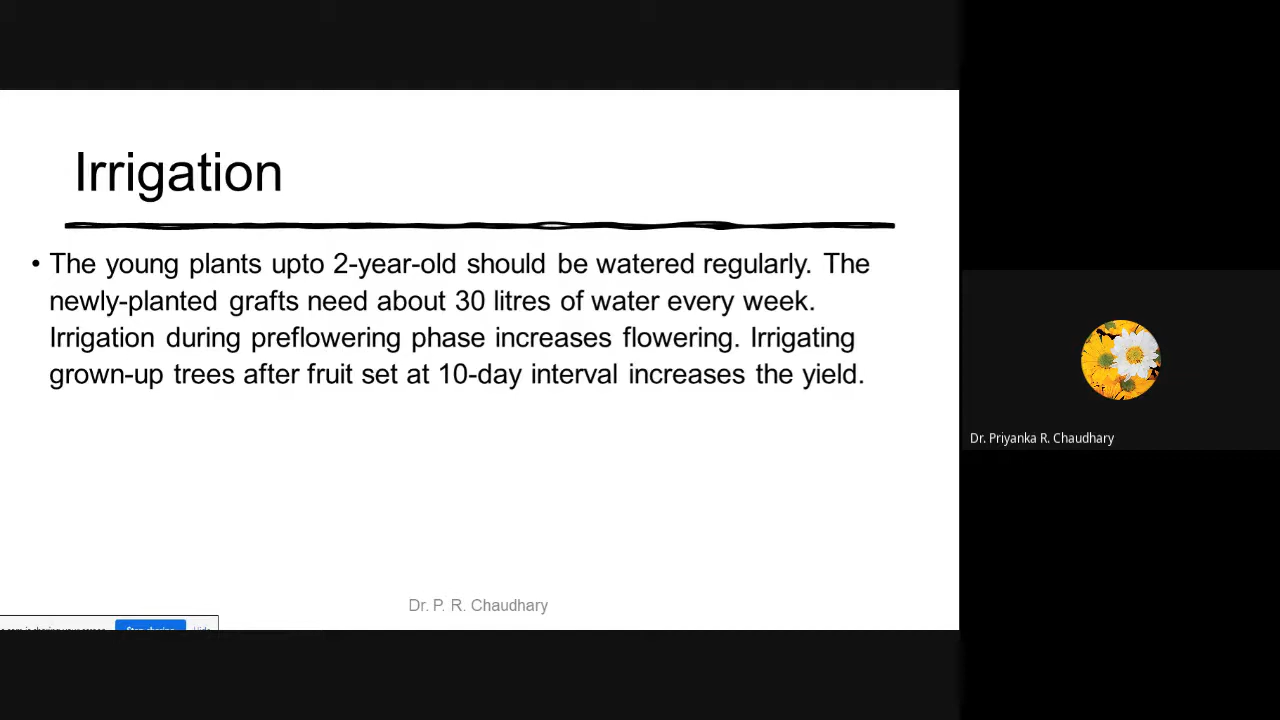 Irrigation
• The young plants upto 2-year-old should be watered regularly. The
newly-planted grafts need about 30 litres of water every week.
Irrigation during preflowering phase increases flowering. Irrigating
grown-up trees after fruit set at 10-day interval increases the yield.
Dr. P. R. Chaudhary
Dr. Priyanka R. Chaudhary